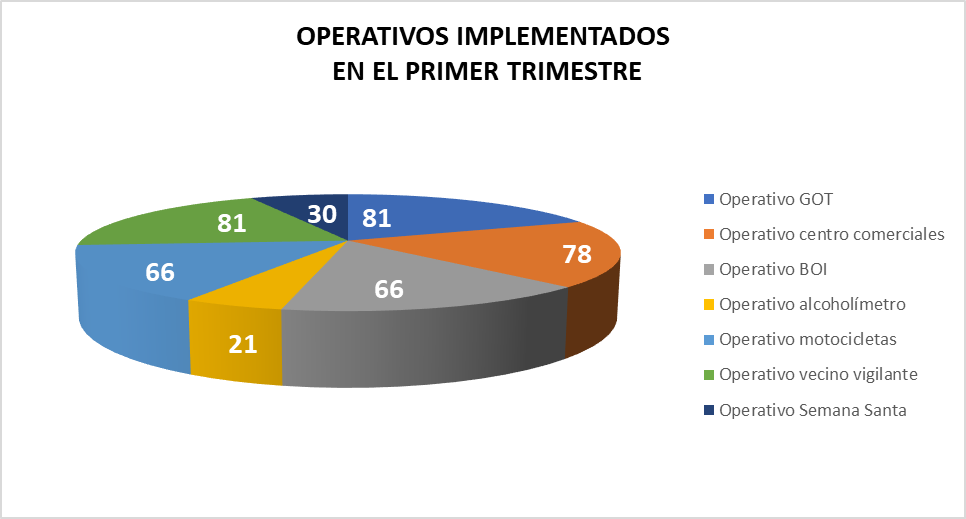 OPERATIVOS IMPLEMENTADOS
EN EL PRIMER TRIMESTRE
81
78
66
21
66
81
30
Operativo GOT
Operativo centro comerciales
Operativo BOI
Operativo alcoholímetro
Operativo motocicletas
Operativo vecino vigilante
Operativo Semana Santa